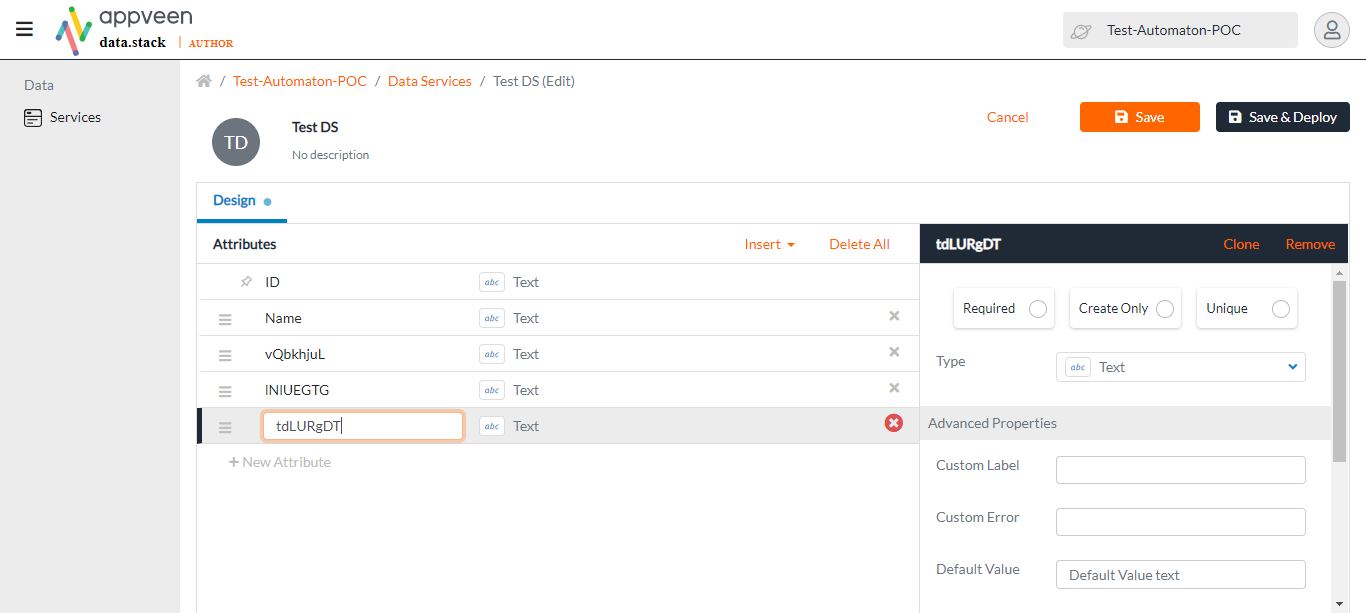 appveen
data.stack | AUTHOR
Test-Automaton-POC
Data
Services
/ Test-Automaton-POC / Data Services / Test DS (Edit)
TD
Test DS
No description
Cancel
Save
Save & Deploy
Design
Attributes
Insert
Delete All
ID abc Text
Name abc Text
vQbkhjuL abc Text
INIUEGTG abc Text
tdLURgDT abc Text
+ New Attribute
tdLURgDT
Clone
Remove
Required
Create Only
Unique
Type
abc Text
Advanced Properties
Custom Label
Custom Error
Default Value
Default Value text